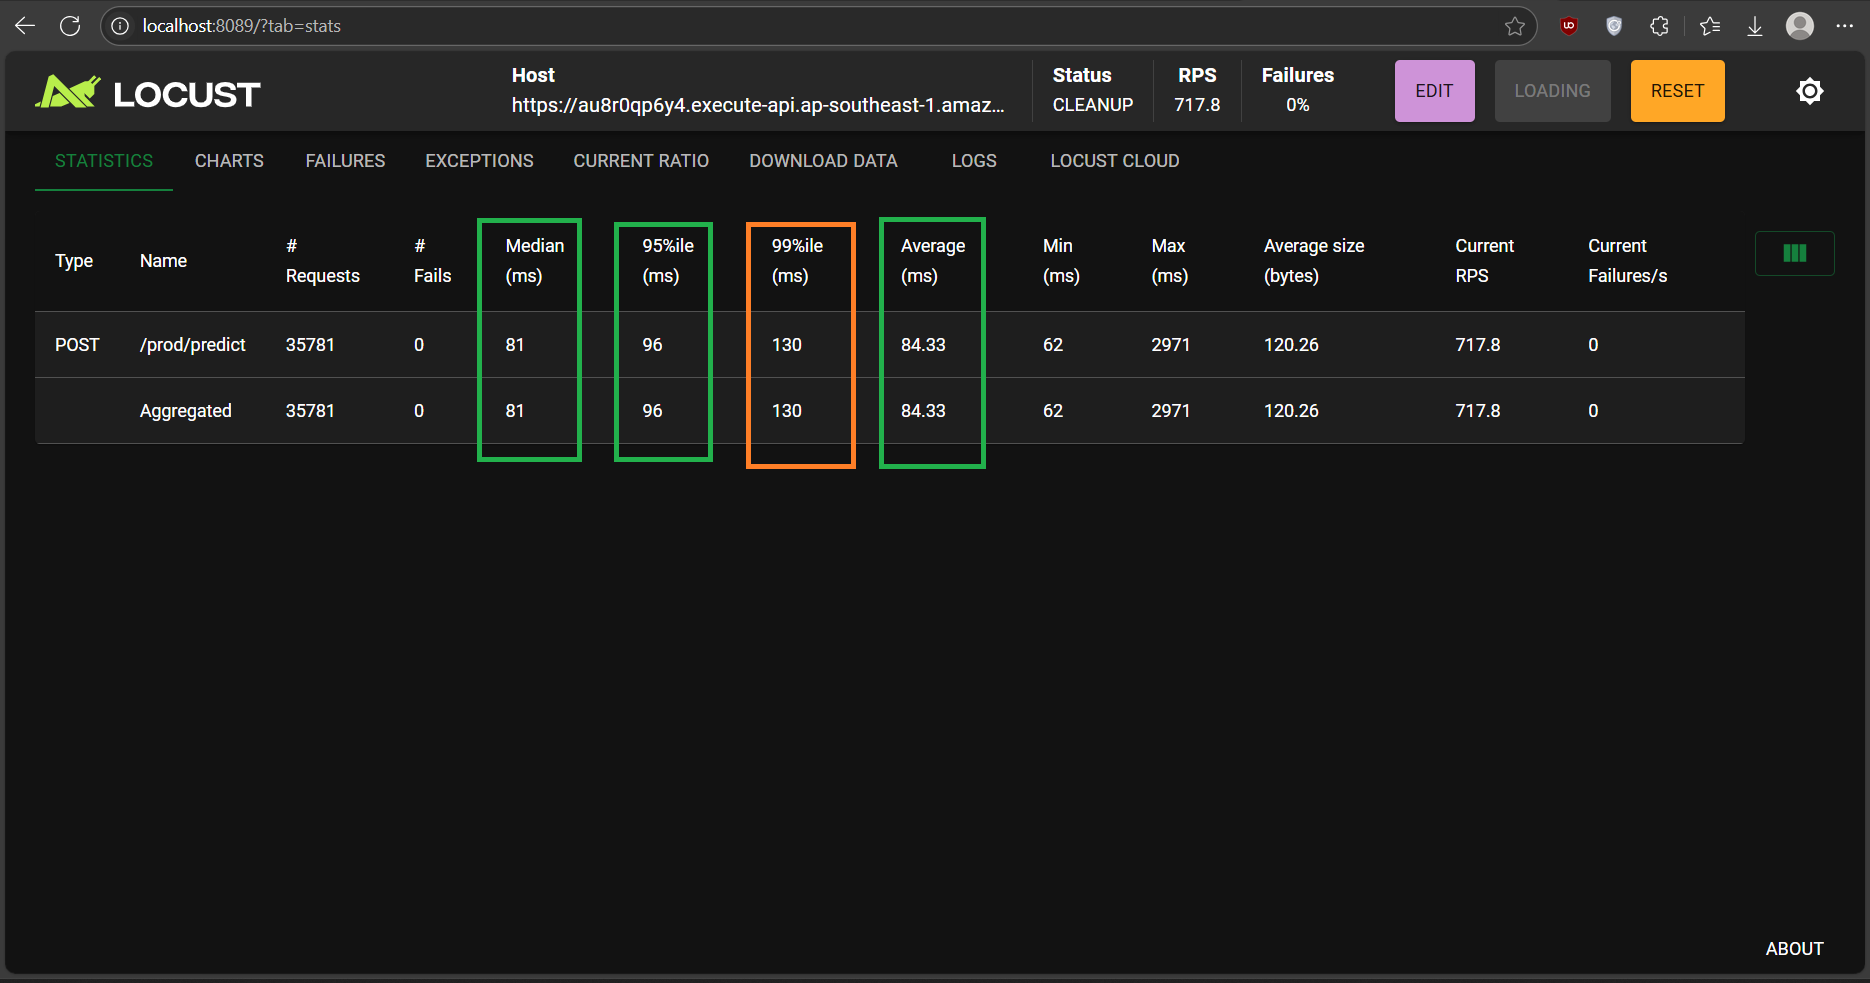 localhost:8089/?tab=stats
LOCUST
Host
https://au8r0qp6y4.execute-api.ap-southeast-1.amaz...
Status
CLEANUP
RPS
717.8
Failures
0%
EDIT
LOADING
RESET
STATISTICS CHARTS FAILURES EXCEPTIONS CURRENT RATIO DOWNLOAD DATA LOGS LOCUST CLOUD
Type Name # Requests # Fails Median (ms) 95%ile (ms) 99%ile (ms) Average (ms) Min (ms) Max (ms) Average size (bytes) Current RPS Current Failures/s
POST /prod/predict 35781 0 81 96 130 84.33 62 2971 120.26 717.8 0
Aggregated 35781 0 81 96 130 84.33 62 2971 120.26 717.8 0
ABOUT